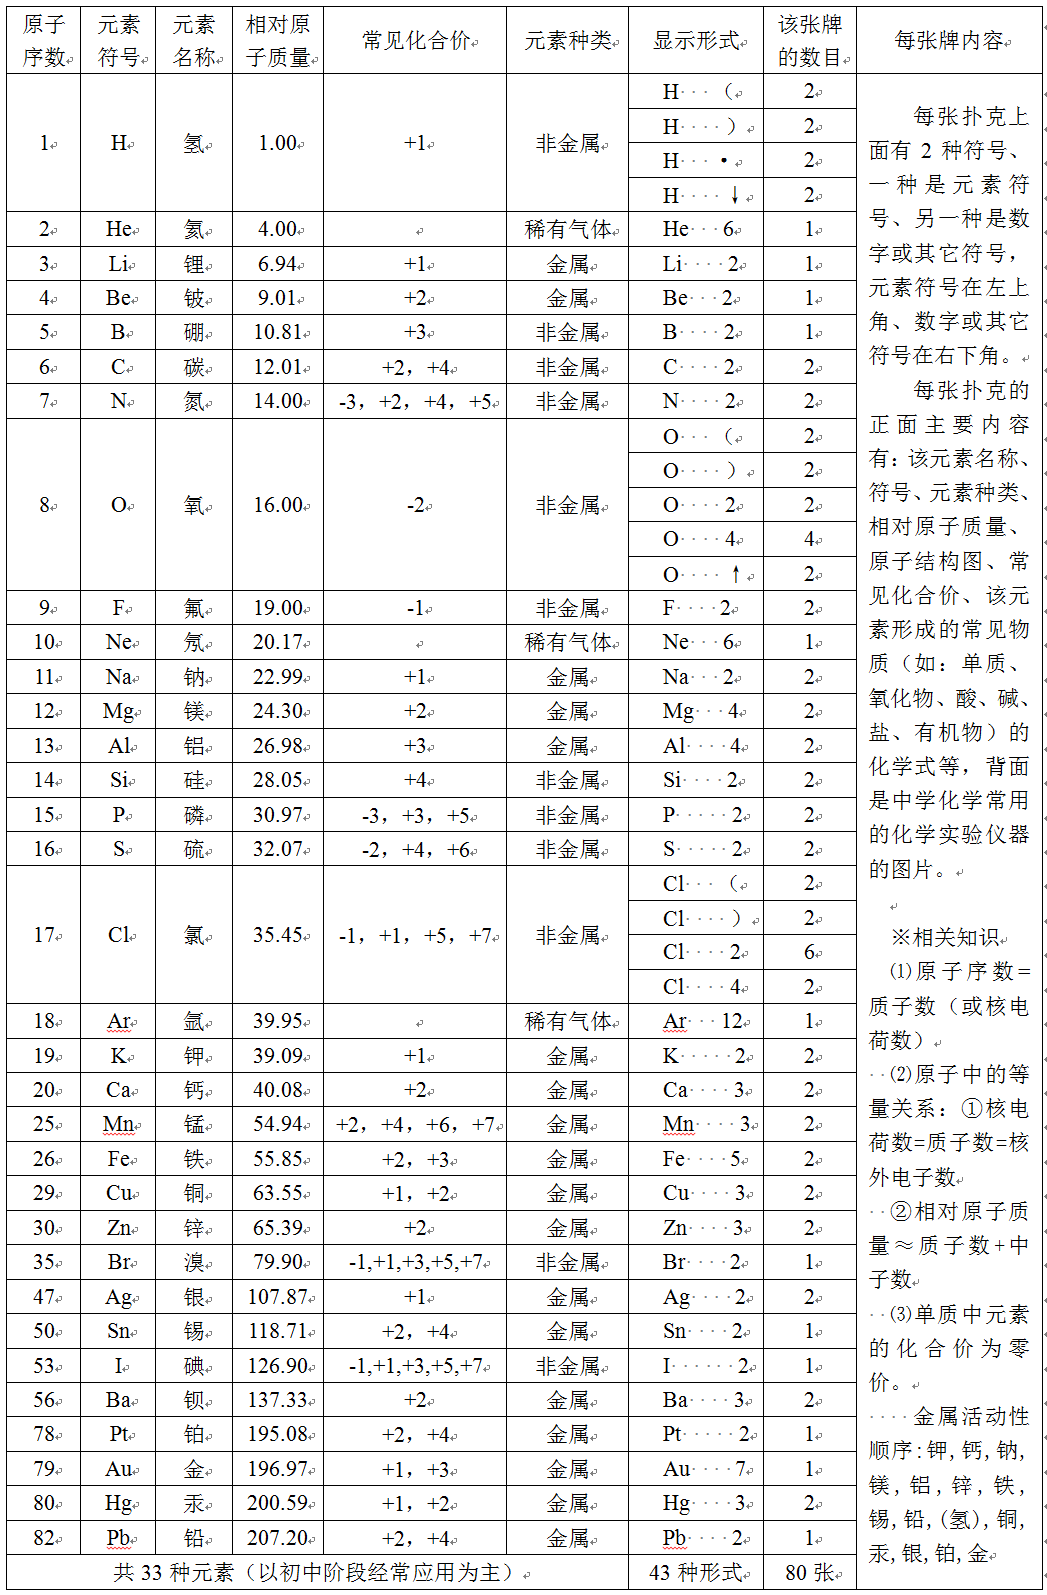 原子序数 元素符号 元素名称 相对原子质量 常见化合价 元素种类 显示形式 该张牌的数目 每张牌内容
1 H 氢 1.00 +1 非金属 H（ 2
H ） 2
H • 2
H ↓ 2
2 He 氦 4.00 稀有气体 He 6 1
3 Li 锂 6.94 +1 金属 Li 2 1
4 Be 铍 9.01 +2 金属 Be 2 1
5 B 硼 10.81 +3 非金属 B 2 1
6 C 碳 12.01 +2，+4 非金属 C 2 2
7 N 氮 14.00 -3，+2，+4，+5 非金属 N 2 2
8 O 氧 16.00 -2 非金属 O（ 2
O ） 2
O 2 2
O 4 4
O ↑ 2
9 F 氟 19.00 -1 非金属 F 2 2
10 Ne 氖 20.17 稀有气体 Ne 6 1
11 Na 钠 22.99 +1 金属 Na 2 2
12 Mg 镁 24.30 +2 金属 Mg 4 2
13 Al 铝 26.98 +3 金属 Al 4 2
14 Si 硅 28.05 +4 非金属 Si 2 2
15 P 磷 30.97 -3，+3，+5 非金属 P 2 2
16 S 硫 32.07 -2，+4，+6 非金属 S 2 2
17 Cl 氯 35.45 -1，+1，+5，+7 非金属 Cl（ 2
Cl ） 2
Cl 2 6
Cl 4 2
18 Ar 氩 39.95 稀有气体 Ar 12 1
19 K 钾 39.09 +1 金属 K 2 2
20 Ca 钙 40.08 +2 金属 Ca 3 2
25 Mn 锰 54.94 +2，+4，+6，+7 金属 Mn 3 2
26 Fe 铁 55.85 +2，+3 金属 Fe 5 2
29 Cu 铜 63.55 +1，+2 金属 Cu 3 2
30 Zn 锌 65.39 +2 金属 Zn 3 2
35 Br 溴 79.90 -1,+1,+3,+5,+7 非金属 Br 2 1
47 Ag 银 107.87 +1 金属 Ag 2 2
50 Sn 锡 118.71 +2，+4 金属 Sn 2 1
53 I 碘 126.90 -1,+1,+3,+5,+7 非金属 I 2 1
56 Ba 钡 137.33 +2 金属 Ba 3 2
78 Pt 铂 195.08 +2，+4 金属 Pt 2 1
79 Au 金 196.97 +1，+3 金属 Au 7 1
80 Hg 汞 200.59 +1，+2 金属 Hg 3 2
82 Pb 铅 207.20 +2，+4 金属 Pb 2 1
共 33 种元素（以初中阶段经常应用为主） 43 种形式 80 张
每张扑克上
面有 2 种符号、
一种是元素符
号、另一种是数
字或其它符号，
元素符号在左上
角、数字或其它
符号在右下角。
每张扑克的
正面主要内容
有：该元素名称、
符号、元素种类、
相对原子质量、
原子结构图、常
见化合价、该元
素形成的常见物
质（如：单质、
氧化物、酸、碱、
盐、有机物）的
化学式等，背面
是中学化学常用
的化学实验仪器
的图片。
※相关知识
⑴原子序数=
质子数（或核电
荷数）
⑵原子中的等
量关系：①核电
荷数=质子数=核
外电子数
②相对原子质
量≈质子数+中
子数
⑶单质中元素
的化合价为零
价。
金属活动性
顺序:钾,钙,钠,
镁,铝,锌,铁,
锡,铅,(氢),铜,
汞,银,铂,金